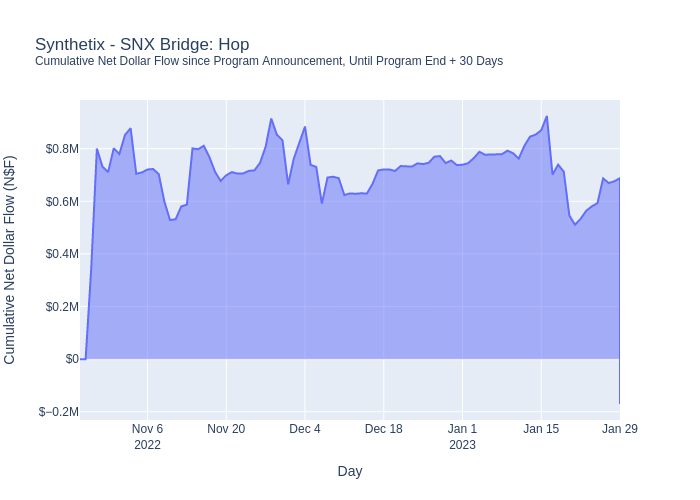 Synthetix - SNX Bridge: Hop
Cumulative Net Dollar Flow since Program Announcement, Until Program End + 30 Days
Cumulative Net Dollar Flow (N$F)
$0.8M
$0.6M
$0.4M
$0.2M
$0
$−0.2M
Nov 6
2022
Nov 20
Dec 4
Dec 18
Jan 1
2023
Jan 15
Jan 29
Day